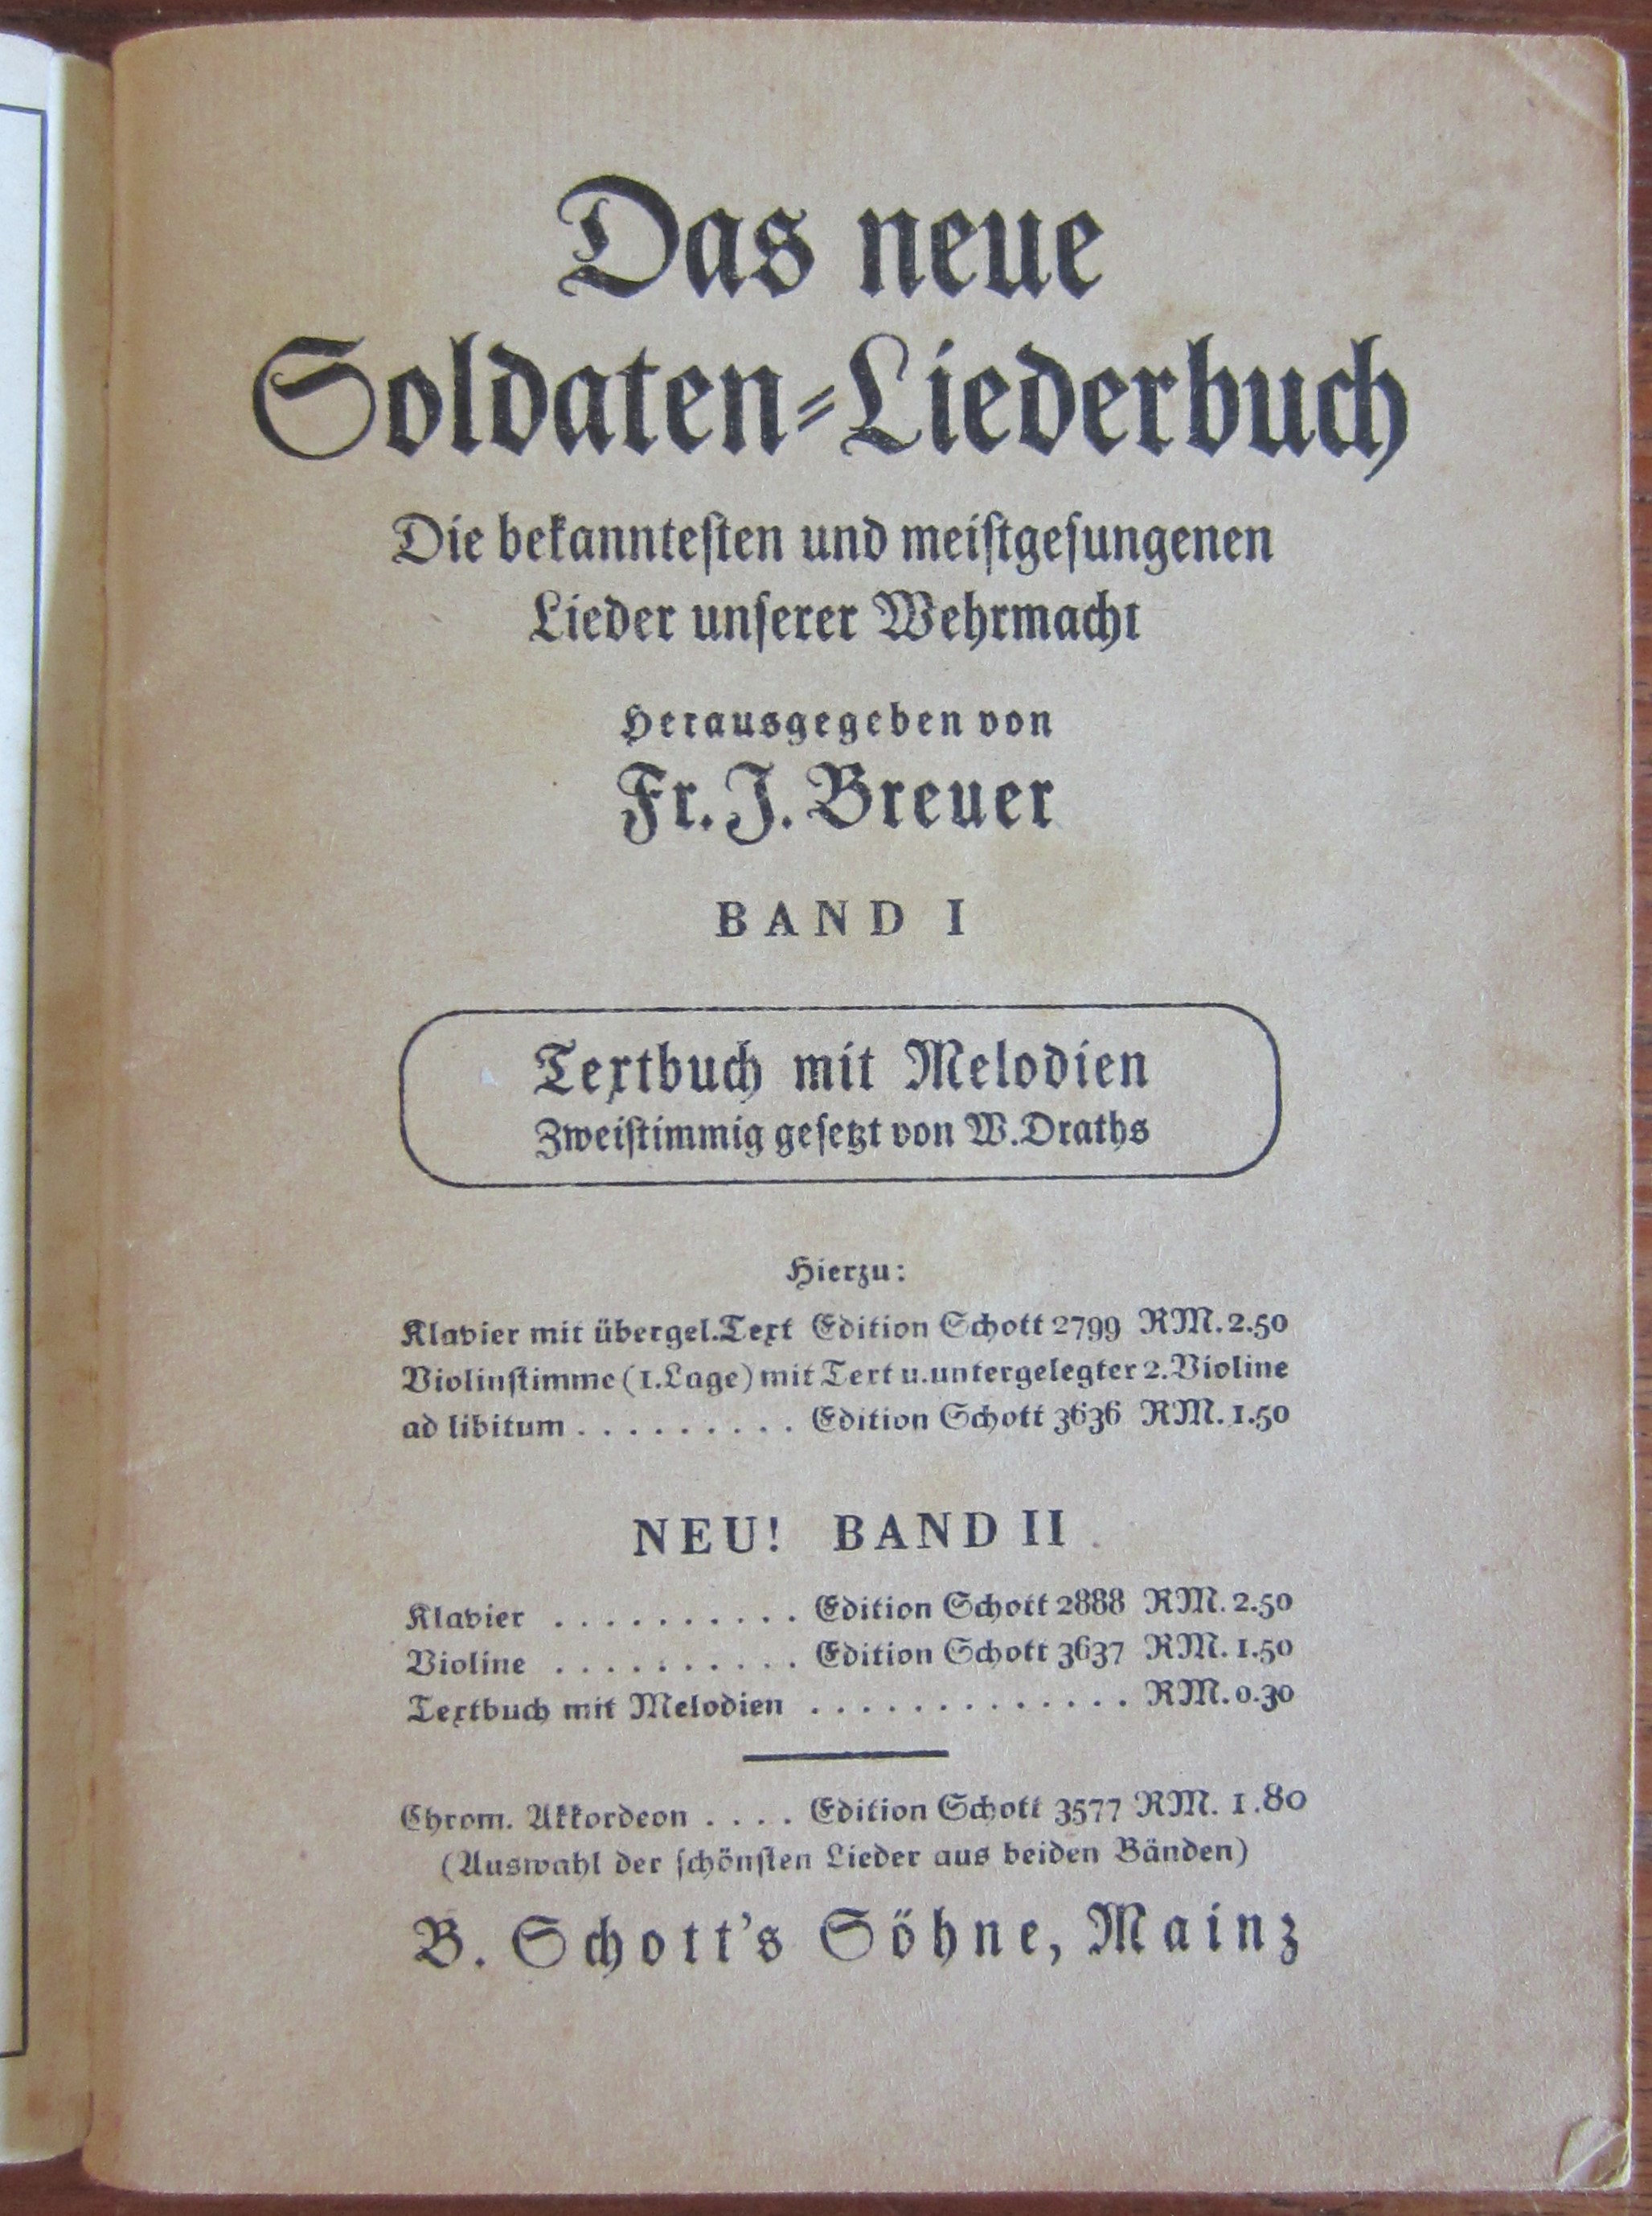 Das neue
Soldaten-Liederbuch
Die bekanntesten und meistgesungenen
Lieder unserer Wehrmacht
Herausgegeben von
Fr. J. Breuer
BAND I
Textbuch mit Melodien
Zweistimmig gesetzt von W. Draths
Hierzu:
Klavier mit übergel. Text Edition Schott 2799 RM. 2.50
Violinstimme (1. Lage) mit Text u. untergelegter 2. Violine
ad libitum . . . . . . . . . Edition Schott 3636 RM. 1.50
NEU! BAND II
Klavier . . . . . . . . . . Edition Schott 2888 RM. 2.50
Violine . . . . . . . . . . Edition Schott 3637 RM. 1.50
Textbuch mit Melodien . . . . . . . . . . . . . RM. 0.30
Chrom. Akkordeon . . . . Edition Schott 3577 RM. 1.80
(Auswahl der schönsten Lieder aus beiden Bänden)
B. Schott's Söhne, Mainz